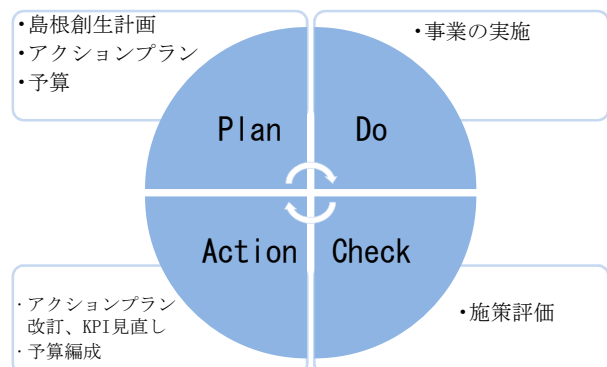 ・島根創生計画
・アクションプラン
・予算
・事業の実施
Plan
Do
Action
Check
・アクションプラン
改訂、KPI見直し
・予算編成
・施策評価